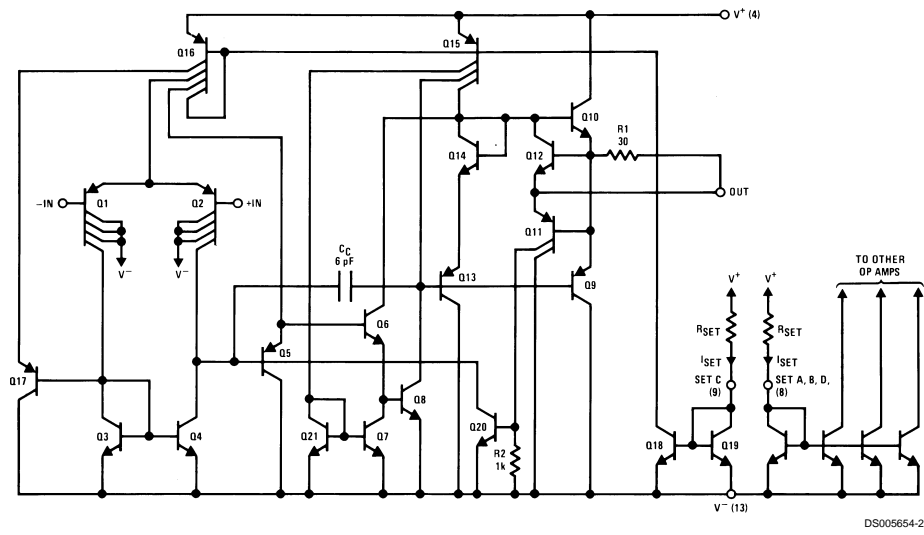 V+ (4)
Q15
Q16
Q10
R1
30
Q14
Q12
OUT
–IN
Q1
Q2
+IN
Q11
V–
V–
CC
6 pF
Q13
Q9
TO OTHER
OP AMPS
V+
V+
Q6
RSET
RSET
Q5
ISET
ISET
Q17
Q8
SET C
(9)
SET A, B, D,
(8)
Q3
Q4
Q21
Q7
Q20
R2
1k
Q18
Q19
V– (13)
DS005654-2